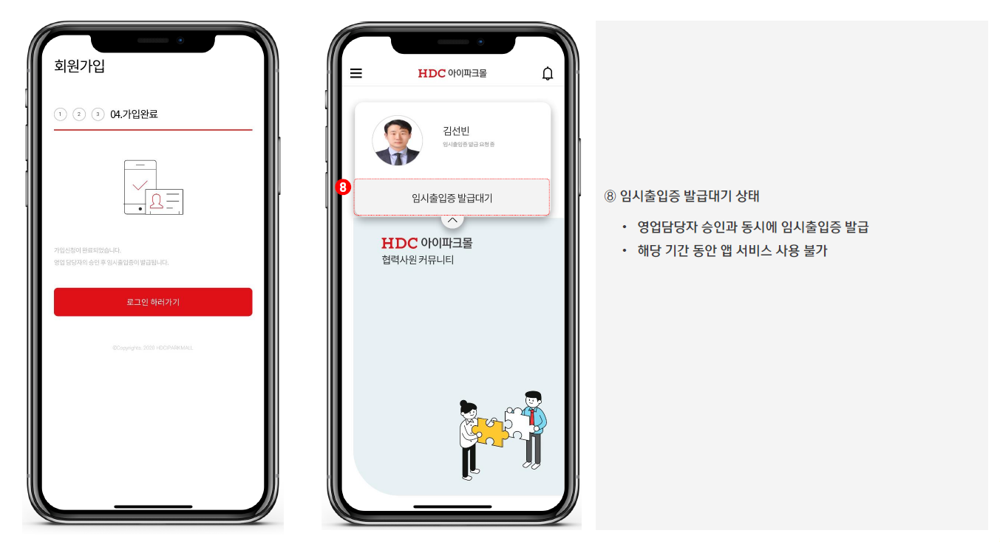 회원가입
1 2 3 04.가입완료
가입신청이 완료되었습니다.
영업 담당자의 승인 후 임시출입증이 발급됩니다.
로그인 하러가기
©Copyrights. 2020 HDCIPARKMALL.
HDC 아이파크몰
김선빈
임시출입증 발급 요청 중
8
임시출입증 발급대기
HDC 아이파크몰
협력사원 커뮤니티
⑧ 임시출입증 발급대기 상태
• 영업담당자 승인과 동시에 임시출입증 발급
• 해당 기간 동안 앱 서비스 사용 불가